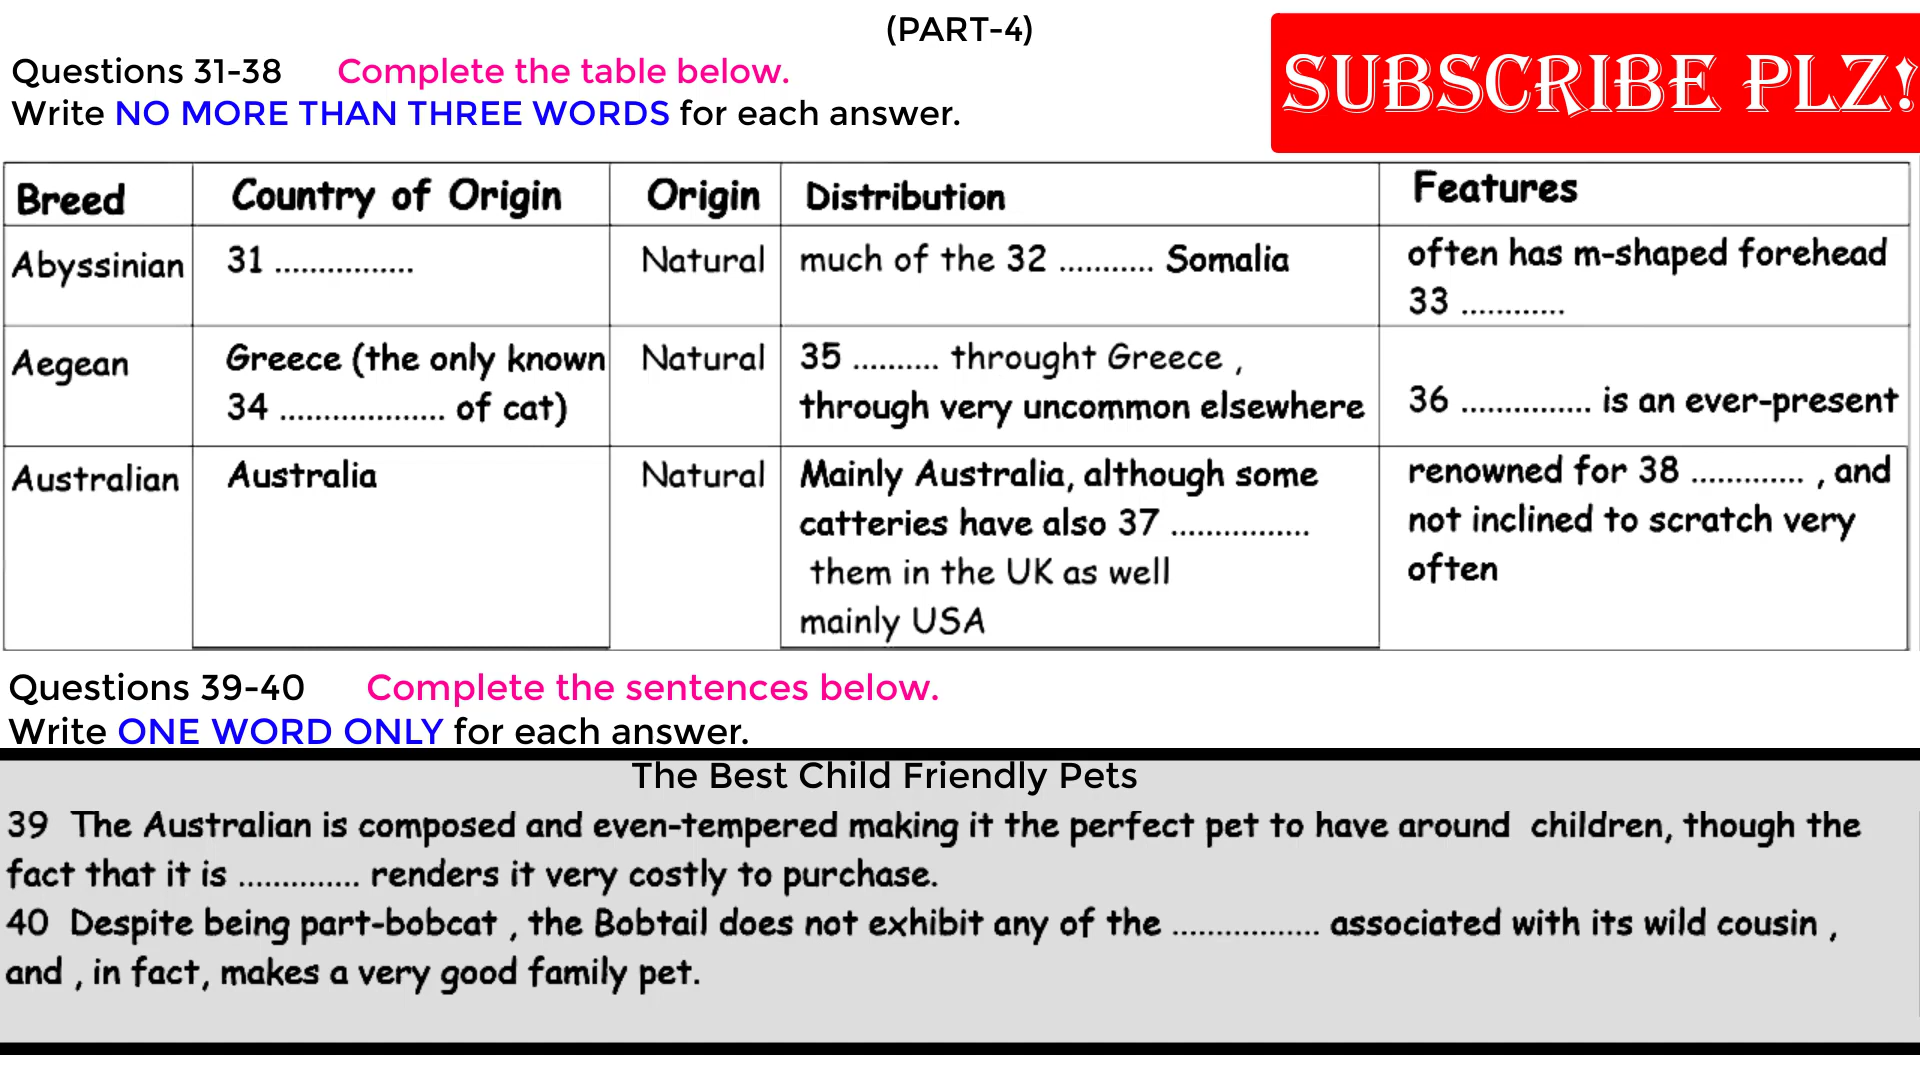 (PART-4)
SUBSCRIBE PLZ!
Questions 31-38 Complete the table below.
Write NO MORE THAN THREE WORDS for each answer.
Breed Country of Origin Origin Distribution Features
Abyssinian 31 ................ Natural much of the 32 ........... Somalia often has m-shaped forehead
33 ............
Aegean Greece (the only known Natural 35 .......... throught Greece ,
34 ................... of cat) through very uncommon elsewhere 36 ............... is an ever-present
Australian Australia Natural Mainly Australia, although some renowned for 38 ............. , and
catteries have also 37 ................ not inclined to scratch very
them in the UK as well often
mainly USA
Questions 39-40 Complete the sentences below.
Write ONE WORD ONLY for each answer.
The Best Child Friendly Pets
39 The Australian is composed and even-tempered making it the perfect pet to have around children, though the
fact that it is .............. renders it very costly to purchase.
40 Despite being part-bobcat , the Bobtail does not exhibit any of the ................. associated with its wild cousin ,
and , in fact, makes a very good family pet.